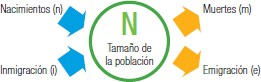 Nacimientos (n)
Muertes (m)
N
Tamaño de
la población
Inmigración (i)
Emigración (e)